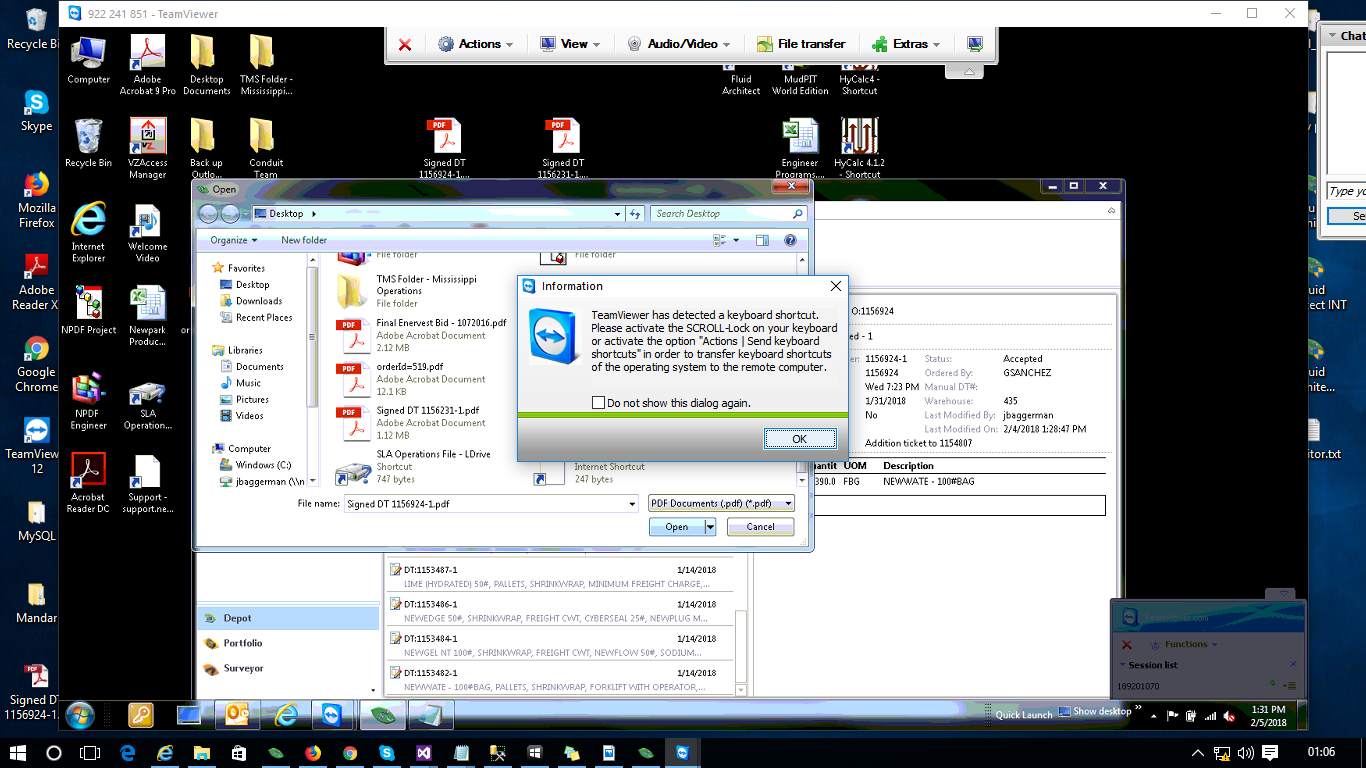 922 241 851 - TeamViewer
Actions
View
Audio/Video
File transfer
Extras
Recycle Bi
Skype
Mozilla
Firefox
Adobe
Reader X
Google
Chrome
TeamView
12
MySQL
Mandar
Signed DT
1156924-1.
Computer
Adobe
Acrobat 9 Pro
Desktop
Documents
TMS Folder -
Mississippi...
Fluid
Architect
MudPIT
World Edition
HyCalc4 -
Shortcut
Recycle Bin
VZAccess
Manager
Back up
Outlo...
Conduit
Team
Signed DT
1156924-1....
Signed DT
1156231-1....
Engineer
Programs....
HyCalc 4.1.2
- Shortcut
Internet
Explorer
Welcome
Video
NPDF Project
Newpark
Produc...
or
NPDF
Engineer
SLA
Operation...
Acrobat
Reader DC
Support -
support.ne...
Open
Desktop
Search Desktop
Organize
New folder
Favorites
Desktop
Downloads
Recent Places
Libraries
Documents
Music
Pictures
Videos
Computer
Windows (C:)
jbaggerman (\\n
File folder
File folder
TMS Folder - Mississippi
Operations
File folder
Final Enervest Bid - 1072016.pdf
Adobe Acrobat Document
2.12 MB
orderId=519.pdf
Adobe Acrobat Document
12.1 KB
Signed DT 1156231-1.pdf
Adobe Acrobat Document
1.12 MB
SLA Operations File - LDrive
Shortcut
747 bytes
Internet Shortcut
247 bytes
File name:
Signed DT 1156924-1.pdf
PDF Documents (.pdf) (*.pdf)
Open
Cancel
Information
TeamViewer has detected a keyboard shortcut.
Please activate the SCROLL-Lock on your keyboard
or activate the option "Actions | Send keyboard
shortcuts" in order to transfer keyboard shortcuts
of the operating system to the remote computer.
Do not show this dialog again.
OK
O:1156924
ed - 1
er: 1156924-1 Status: Accepted
1156924 Ordered By: GSANCHEZ
Wed 7:23 PM Manual DT#:
1/31/2018 Warehouse: 435
No Last Modified By: jbaggerman
Last Modified On: 2/4/2018 1:28:47 PM
Addition ticket to 1154807
uantit UOM Description
390.0 FBG NEWWATE - 100#BAG
DT:1153487-1 1/14/2018
LIME (HYDRATED) 50#, PALLETS, SHRINKWRAP, MINIMUM FREIGHT CHARGE,...
DT:1153486-1 1/14/2018
NEWEDGE 50#, SHRINKWRAP, FREIGHT CWT, CYBERSEAL 25#, NEWPLUG M...
DT:1153484-1 1/14/2018
NEWGEL NT 100#, SHRINKWRAP, FREIGHT CWT, NEWFLOW 50#, SODIUM...
DT:1153482-1 1/14/2018
NEWWATE - 100#BAG, PALLETS, SHRINKWRAP, FORKLIFT WITH OPERATOR,...
Depot
Portfolio
Surveyor
Chat
Type yo
Se
uid
ect INT
uid
ite...
itor.txt
Functions
Session list
189201070
Quick Launch
Show desktop
1:31 PM
2/5/2018
01:06